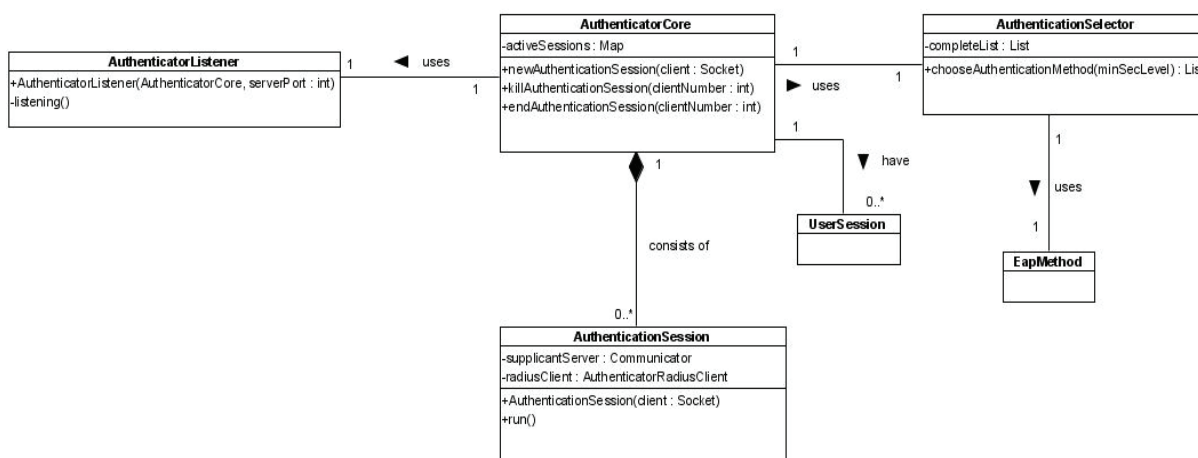 AuthenticatorCore
-activeSessions : Map
+newAuthenticationSession(client : Socket)
+killAuthenticationSession(clientNumber : int)
+endAuthenticationSession(clientNumber : int)
AuthenticationSelector
-completeList : List
+chooseAuthenticationMethod(minSecLevel) : List
AuthenticatorListener
+AuthenticatorListener(AuthenticatorCore, serverPort : int)
-listening()
1
uses
1
1
uses
1
1
have
0..*
UserSession
1
uses
1
EapMethod
1
consists of
0..*
AuthenticationSession
-supplicantServer : Communicator
-radiusClient : AuthenticatorRadiusClient
+AuthenticationSession(client : Socket)
+run()